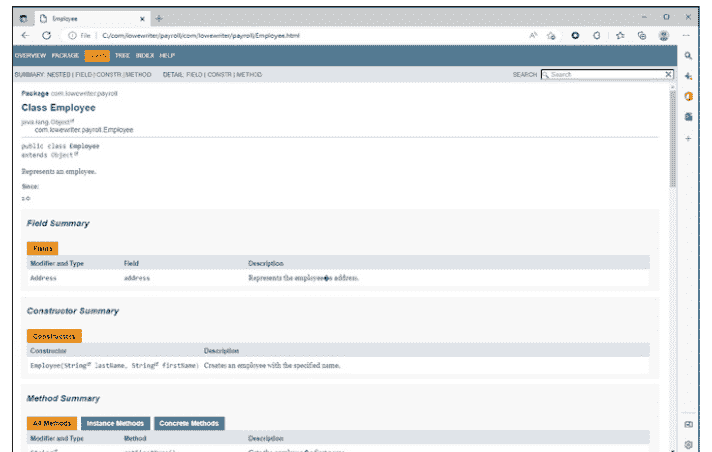 Employee
File C:/com/lowewriter/payroll/com/lowewriter/payroll/Employee.html
OVERVIEW PACKAGE TREE INDEX HELP
SUMMARY: NESTED | FIELD | CONSTR | METHOD DETAIL: FIELD | CONSTR | METHOD SEARCH Search
Package com.lowewriter.payroll
Class Employee
java.lang.Object
com.lowewriter.payroll.Employee
public class Employee
extends Object
Represents an employee.
Since:
1.0
Field Summary
Fields
Modifier and Type Field Description
Address address Represents the employee�s address.
Constructor Summary
Constructors
Constructor Description
Employee(String lastName, String firstName) Creates an employee with the specified name.
Method Summary
All Methods Instance Methods Concrete Methods
Modifier and Type Method Description